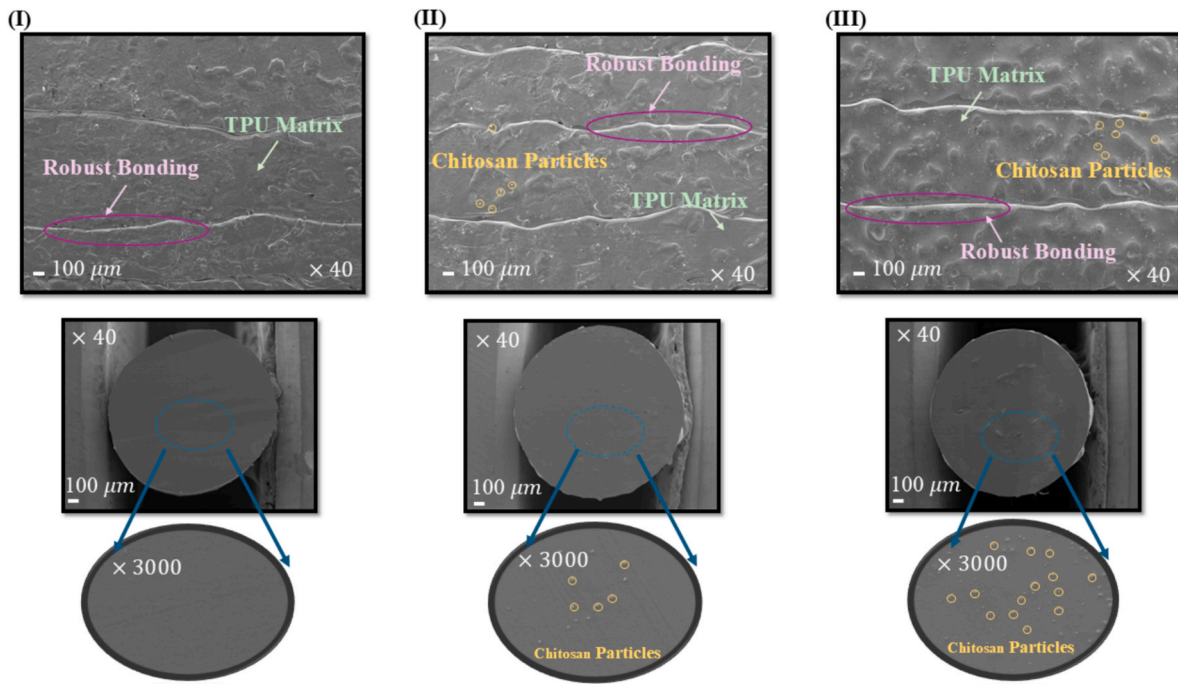 (I)
(II)
(III)
TPU Matrix
Robust Bonding
100 μm
× 40
Robust Bonding
Chitosan Particles
TPU Matrix
100 μm
× 40
TPU Matrix
Chitosan Particles
Robust Bonding
100 μm
× 40
× 40
100 μm
× 40
100 μm
× 40
100 μm
× 3000
× 3000
Chitosan Particles
× 3000
Chitosan Particles